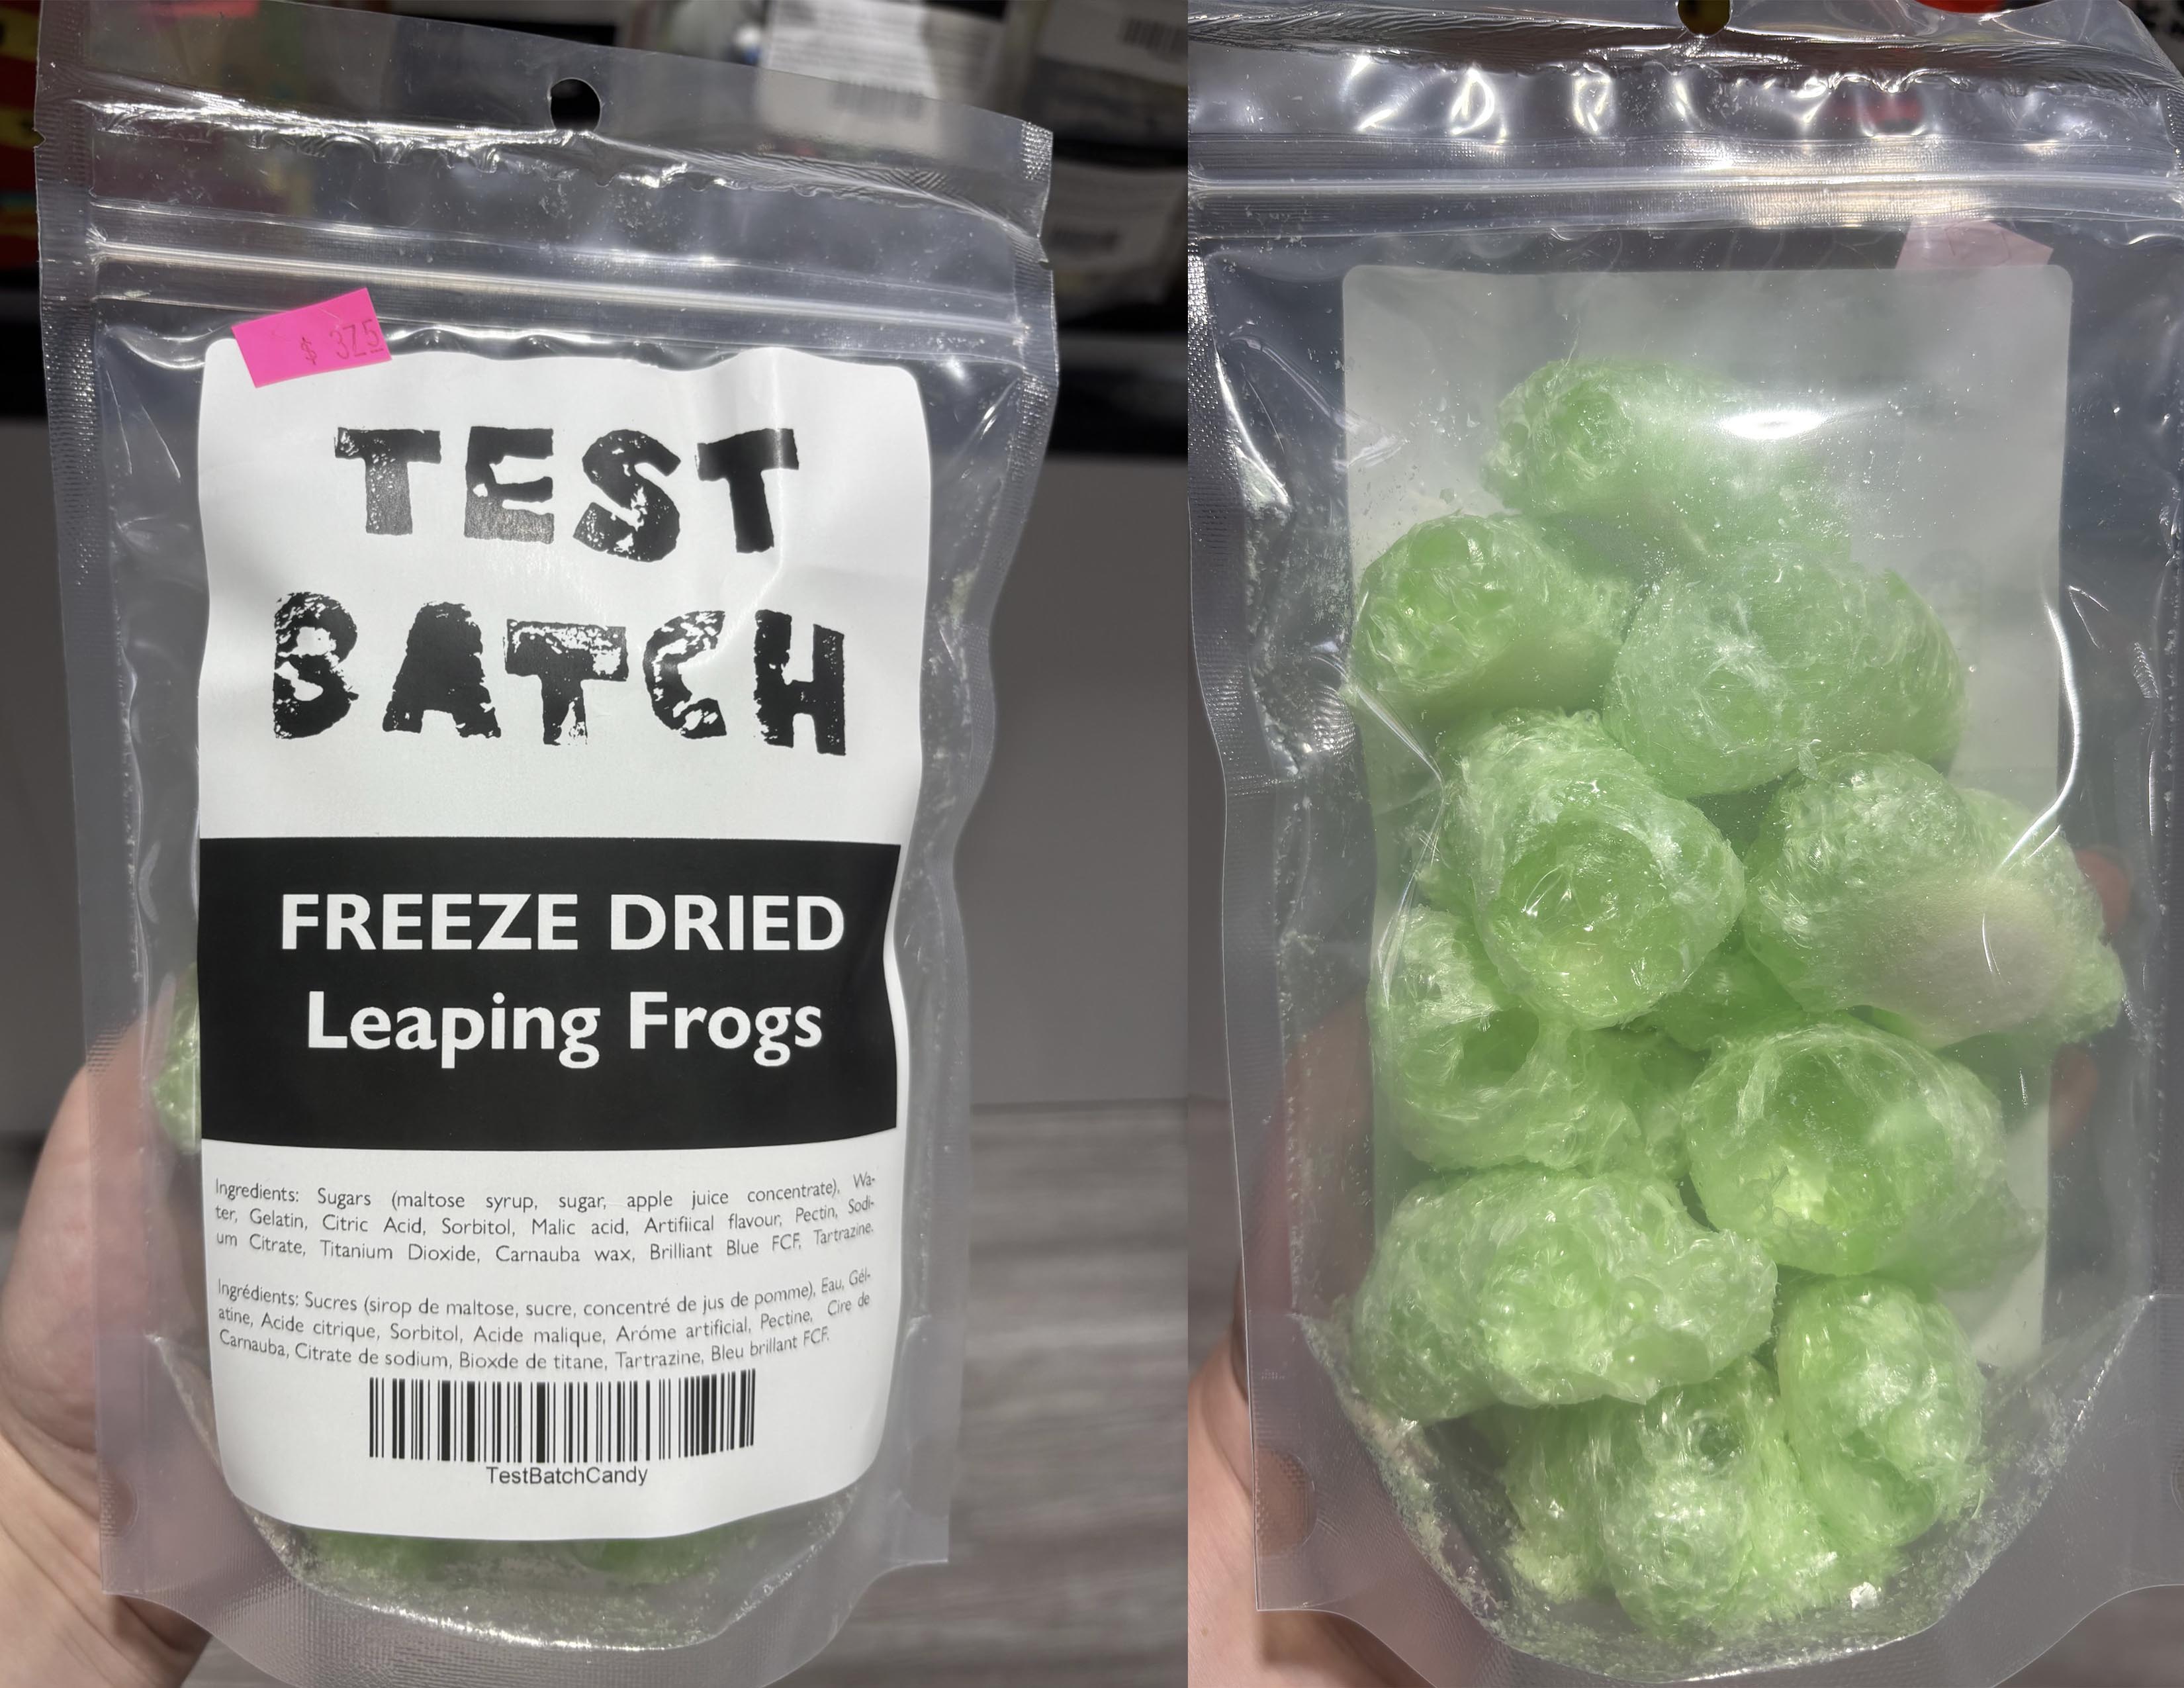 $ 3.75
TEST
BATCH
FREEZE DRIED
Leaping Frogs
Ingredients: Sugars (maltose syrup, sugar, apple juice concentrate), Wa-
ter, Gelatin, Citric Acid, Sorbitol, Malic acid, Artifiical flavour, Pectin, Sodi-
um Citrate, Titanium Dioxide, Carnauba wax, Brilliant Blue FCF, Tartrazine.
Ingrédients: Sucres (sirop de maltose, sucre, concentré de jus de pomme), Eau, Gél-
atine, Acide citrique, Sorbitol, Acide malique, Aróme artificial, Pectine, Cire de
Carnauba, Citrate de sodium, Bioxde de titane, Tartrazine, Bleu brillant FCF.
TestBatchCandy